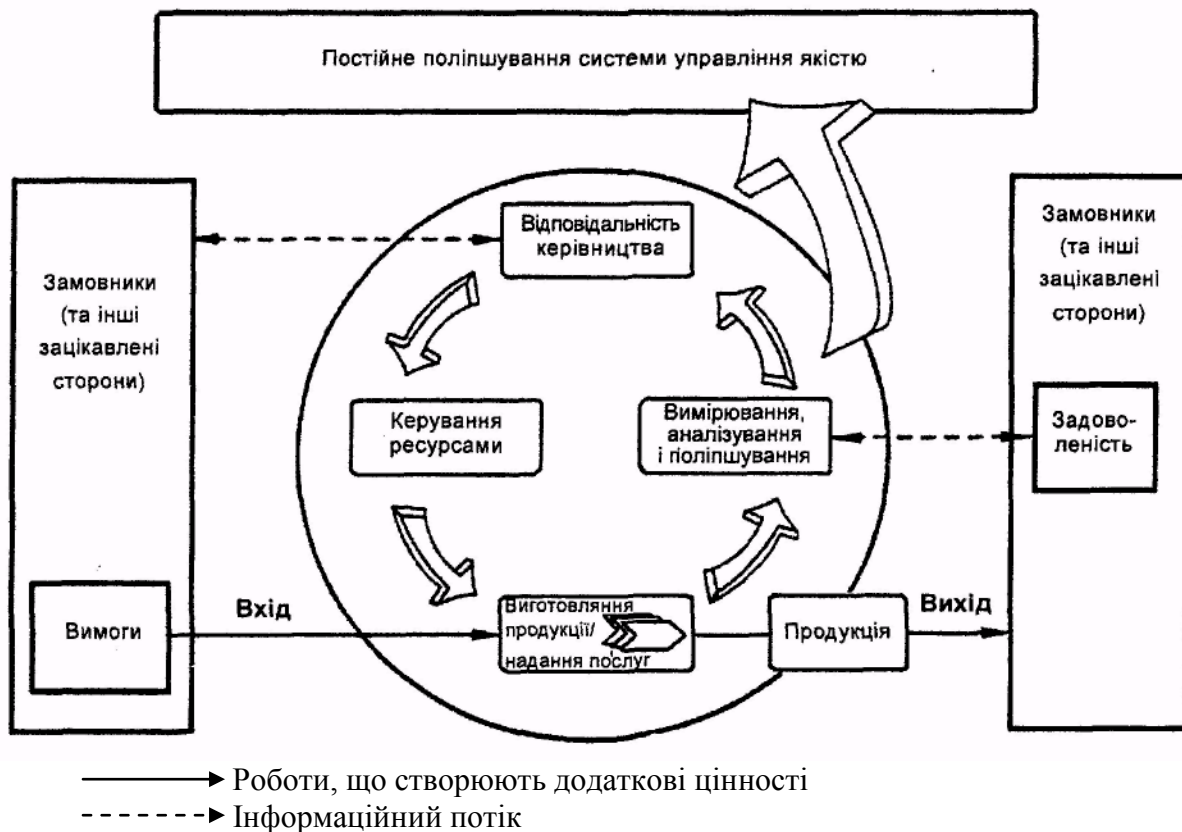 Постійне поліпшування системи управління якістю
Замовники
(та інші
зацікавлені
сторони)
Вимоги
Вхід
Відповідальність
керівництва
Керування
ресурсами
Вимірювання,
аналізування
і поліпшування
Виготовляння
продукції/
надання послуг
Продукція
Вихід
Замовники
(та інші
зацікавлені
сторони)
Задово-
леність
Роботи, що створюють додаткові цінності
Інформаційний потік